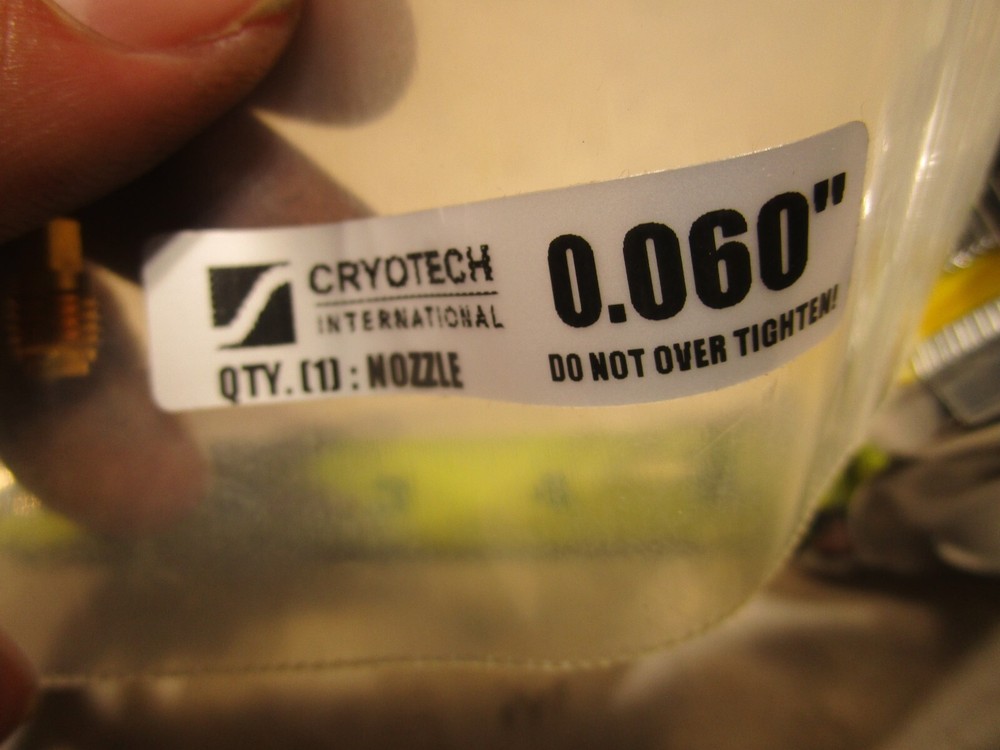 CRYOTECH
INTERNATIONAL
QTY. (1) : NOZZLE
0.060"
DO NOT OVER TIGHTEN!